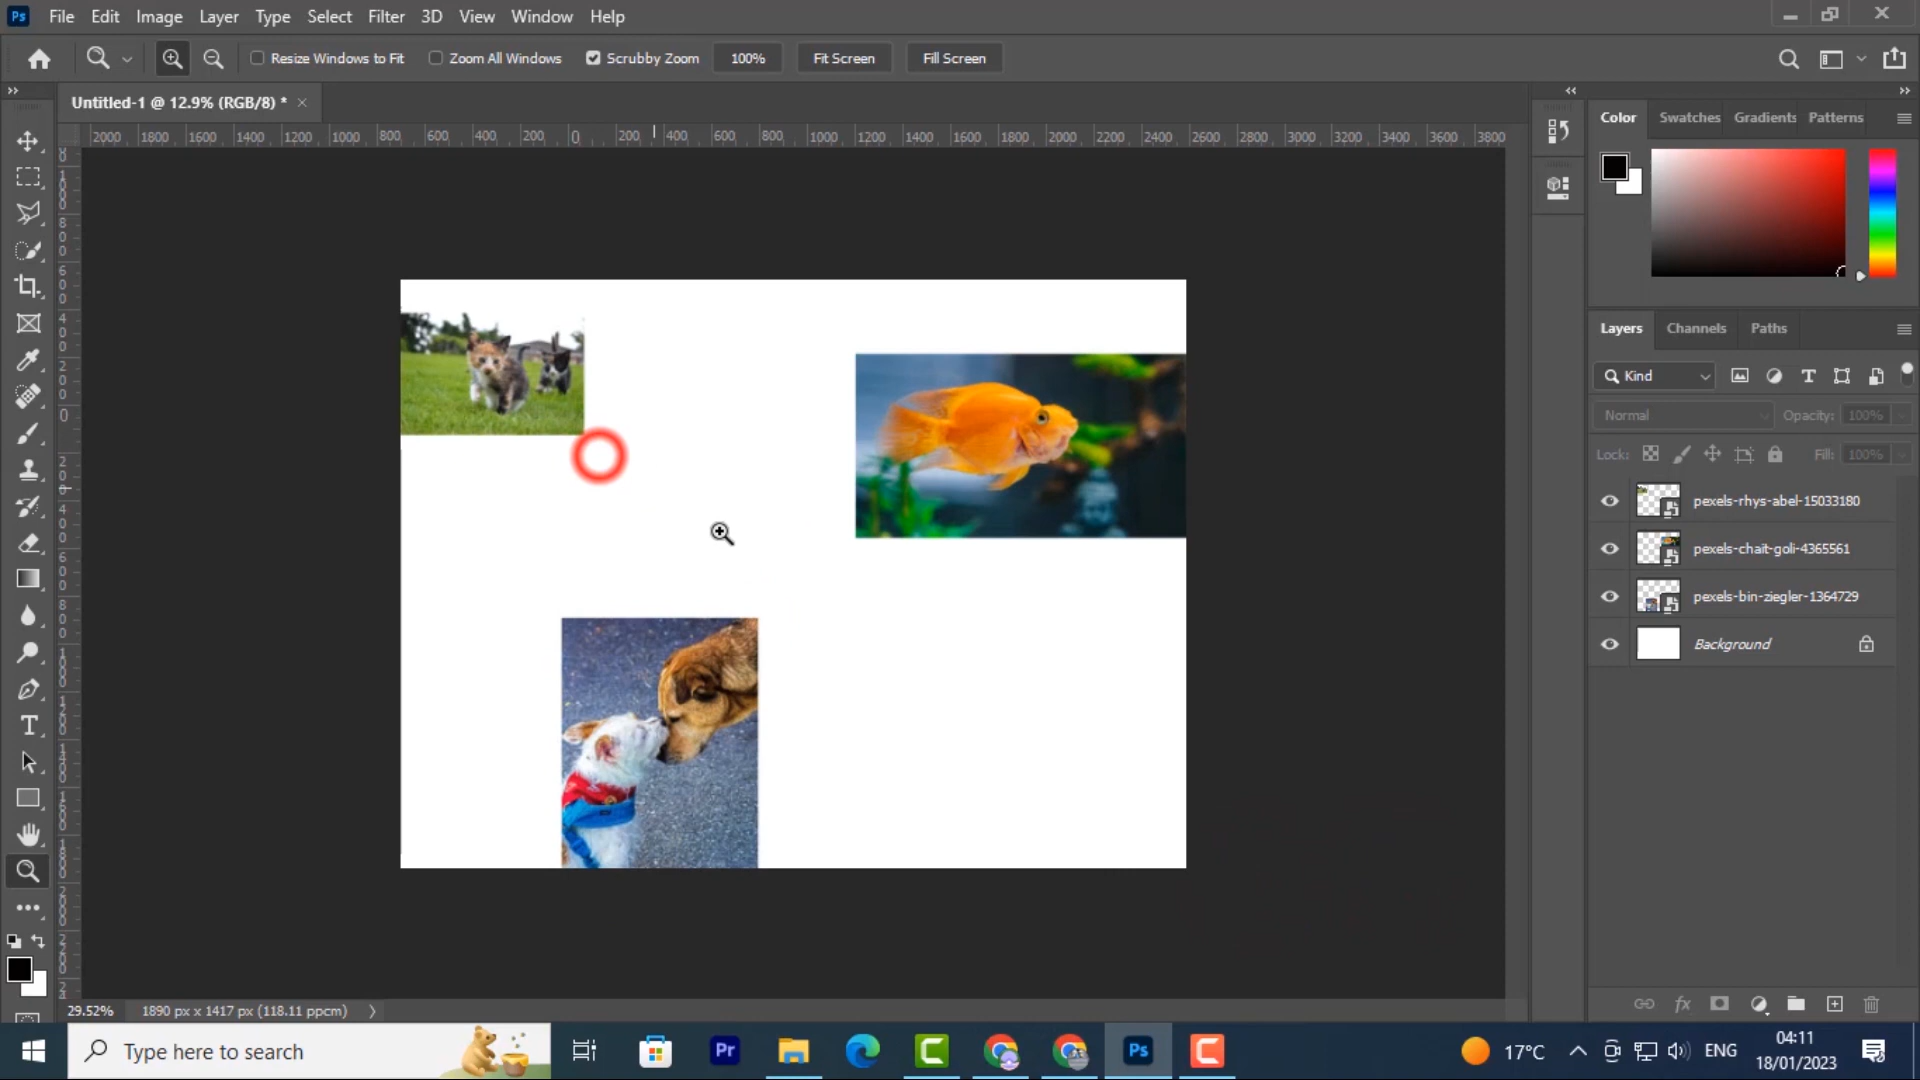 Ps File Edit Image Layer Type Select Filter 3D View Window Help
Resize Windows to Fit Zoom All Windows Scrubby Zoom 100% Fit Screen Fill Screen
Untitled-1 @ 12.9% (RGB/8) * ×
2000 1800 1600 1400 1200 1000 800 600 400 200 0 200 400 600 800 1000 1200 1400 1600 1800 2000 2200 2400 2600 2800 3000 3200 3400 3600 3800
Color Swatches Gradients Patterns
Layers Channels Paths
Kind
Normal Opacity: 100%
Lock: Fill: 100%
pexels-rhys-abel-15033180
pexels-chait-goli-4365561
pexels-bin-ziegler-1364729
Background
29.52% 1890 px x 1417 px (118.11 ppcm)
Type here to search
Pr
Ps
17°C
ENG
04:11
18/01/2023